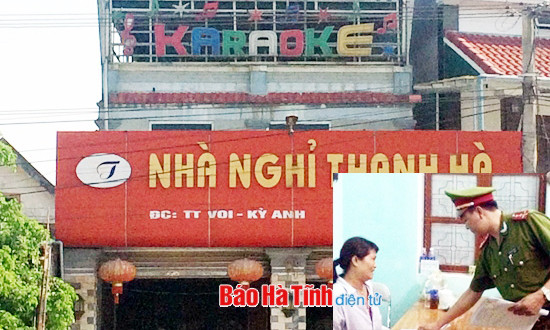 KARAOKE
T
NHÀ NGHỈ THANH HÀ
ĐC: TT VOI - KỲ ANH
Báo Hà Tĩnh điện tử